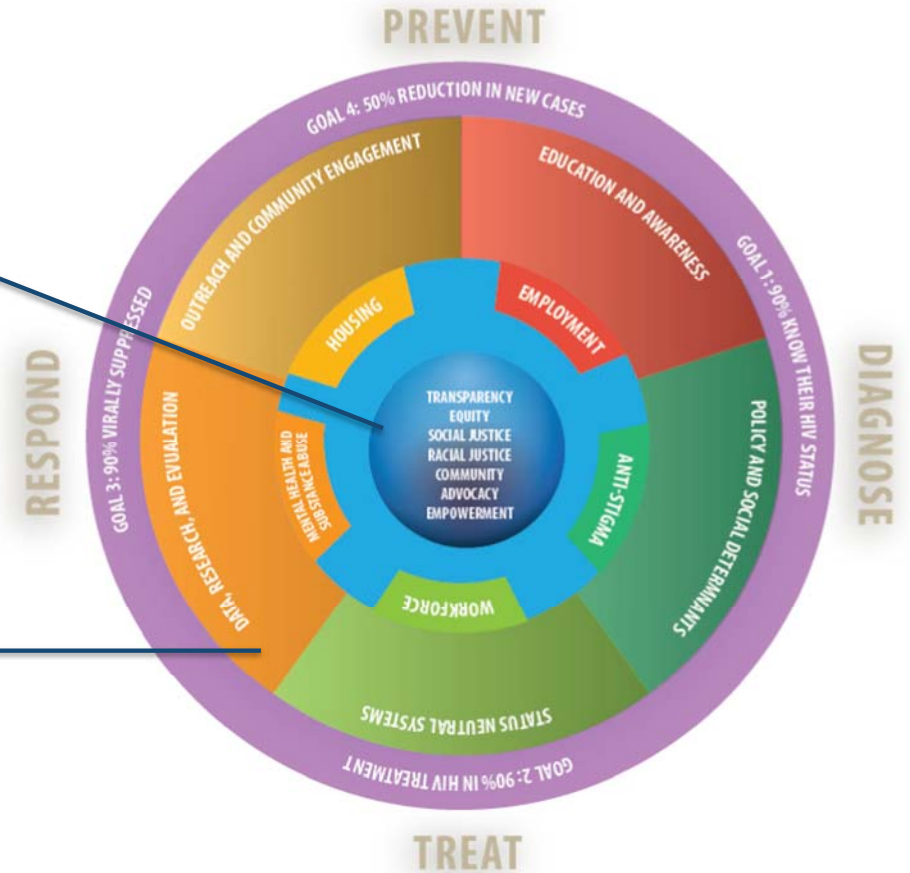 PREVENT
GOAL 4: 50% REDUCTION IN NEW CASES
OUTREACH AND COMMUNITY ENGAGEMENT
EDUCATION AND AWARENESS
GOAL 1: 90% KNOW THEIR HIV STATUS
HOUSING
EMPLOYMENT
RESPOND
GOAL 3: 90% VIRALLY SUPPRESSED
DATA, RESEARCH, AND EVUALATION
MENTAL HEALTH AND
SUBSTANCE ABUSE
TRANSPARENCY
EQUITY
SOCIAL JUSTICE
RACIAL JUSTICE
COMMUNITY
ADVOCACY
EMPOWERMENT
ANTI-STIGMA
POLICY AND SOCIAL DETERMNANTS
DIAGNOSE
WORKFORCE
STATUS NEUTRAL SYSTEMS
GOAL 2: 90% IN HIV TREATMENT
TREAT